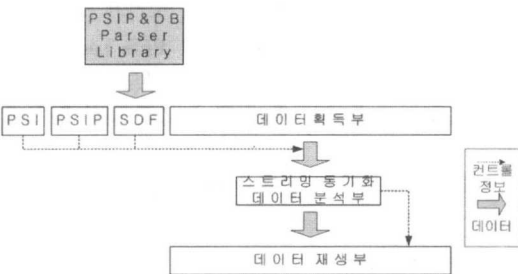 PSIP&DB
Parser
Library
PSI PSIP SDF 데이터획득부
스트리밍 동기화
데이터 분석부
데이터 재생부
컨트롤
정보
데이터